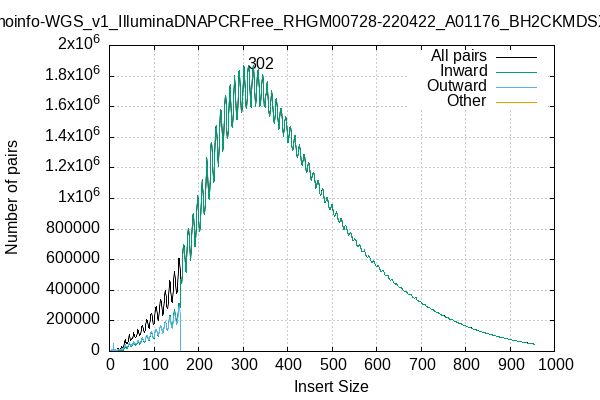 noinfo-WGS_v1_IlluminaDNAPCRFree_RHGM00728-220422_A01176_BH2CKMDS
2x10^6
1.8x10^6
1.6x10^6
1.4x10^6
1.2x10^6
1x10^6
800000
600000
400000
200000
0
Number of pairs
302
All pairs
Inward
Outward
Other
0 100 200 300 400 500 600 700 800 900 1000
Insert Size